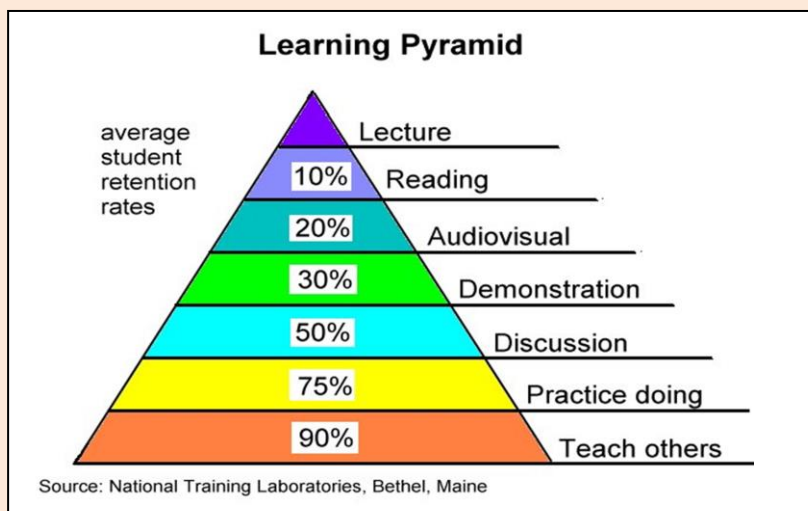 Learning Pyramid
average
student
retention
rates
Lecture
10% Reading
20% Audiovisual
30% Demonstration
50% Discussion
75% Practice doing
90% Teach others
Source: National Training Laboratories, Bethel, Maine